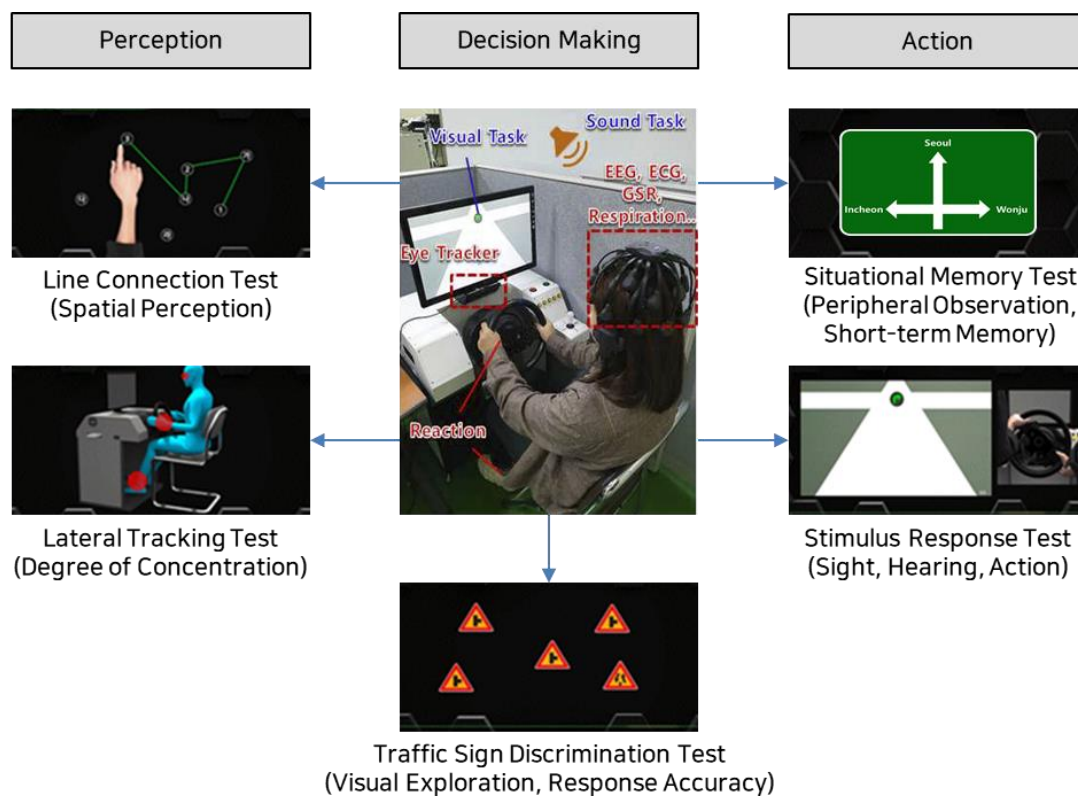 Perception
Decision Making
Action
Visual Task
Sound Task
EEG, ECG,
GSR,
Respiration..
Eye Tracker
Reaction
Seoul
Incheon
Wonju
Line Connection Test
(Spatial Perception)
Situational Memory Test
(Peripheral Observation,
Short-term Memory)
Lateral Tracking Test
(Degree of Concentration)
Stimulus Response Test
(Sight, Hearing, Action)
Traffic Sign Discrimination Test
(Visual Exploration, Response Accuracy)